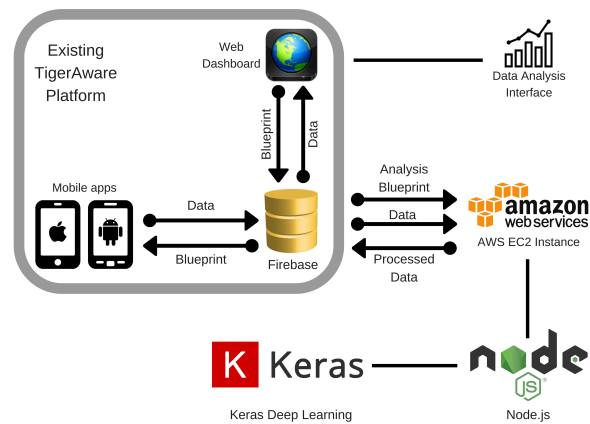 Existing
TigerAware
Platform
Web
Dashboard
Data Analysis
Interface
Blueprint
Data
Mobile apps
Data
Blueprint
Firebase
Analysis
Blueprint
Data
Processed
Data
amazon
web services
AWS EC2 Instance
K Keras
Keras Deep Learning
node
JS
Node.js